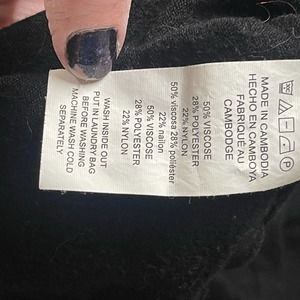 MADE IN CAMBODIA
HECHO EN CAMBOYA
FABRIQUÉ AU
CAMBODGE
50% VISCOSE
28% POLYESTER
22% NYLON
50% viscosa 28% poliéster
22% nailon
50% VISCOSE
28% POLYESTER
22% NYLON
WASH INSIDE OUT
PUT IN LAUNDRY BAG
BEFORE WASHING
MACHINE WASH COLD
SEPARATELY